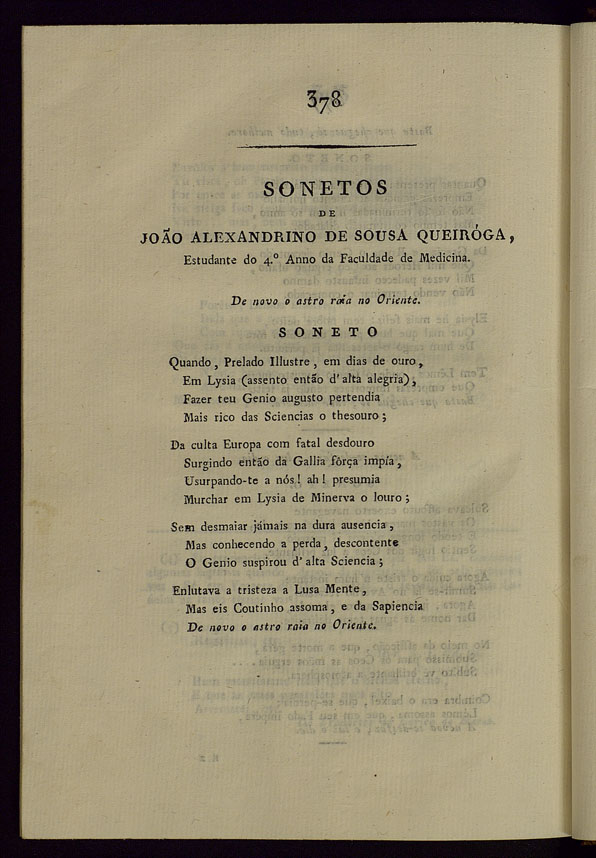 378
SONETOS
DE
JOÃO ALEXANDRINO DE SOUSA QUEIRÓGA,
Estudante do 4.º Anno da Faculdade de Medicina.
De novo o astro raia no Oriente.
SONETO
Quando, Prelado Illustre, em dias de ouro,
Em Lysia (assento então d'alta alegria),
Fazer teu Genio augusto pertendia
Mais rico das Sciencias o thesouro;
Da culta Europa com fatal desdouro
Surgindo então da Gallia fôrça impía,
Usurpando-te a nós! ah! presumia
Murchar em Lysia de Minerva o louro;
Sem desmaiar jámais na dura ausencia,
Mas conhecendo a perda, descontente
O Genio suspirou d'alta Sciencia;
Enlutava a tristeza a Lusa Mente,
Mas eis Coutinho assoma, e da Sapiencia
De novo o astro raia no Oriente.